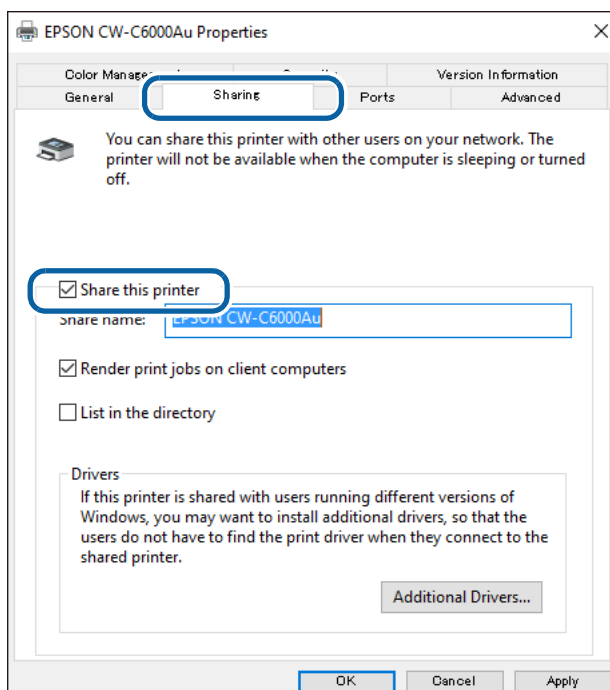 EPSON CW-C6000Au Properties
Version Information
General Sharing Ports Advanced
You can share this printer with other users on your network. The
printer will not be available when the computer is sleeping or turned
off.
Share this printer
Share name: EPSON CW-C6000Au
Render print jobs on client computers
List in the directory
Drivers
If this printer is shared with users running different versions of
Windows, you may want to install additional drivers, so that the
users do not have to find the print driver when they connect to the
shared printer.
Additional Drivers...
OK Cancel Apply